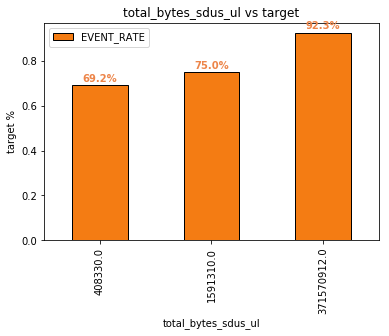 total_bytes_sdus_ul vs target
EVENT_RATE
69.2%
75.0%
92.3%
target %
0.8
0.6
0.4
0.2
0.0
408330.0
1591310.0
371570912.0
total_bytes_sdus_ul